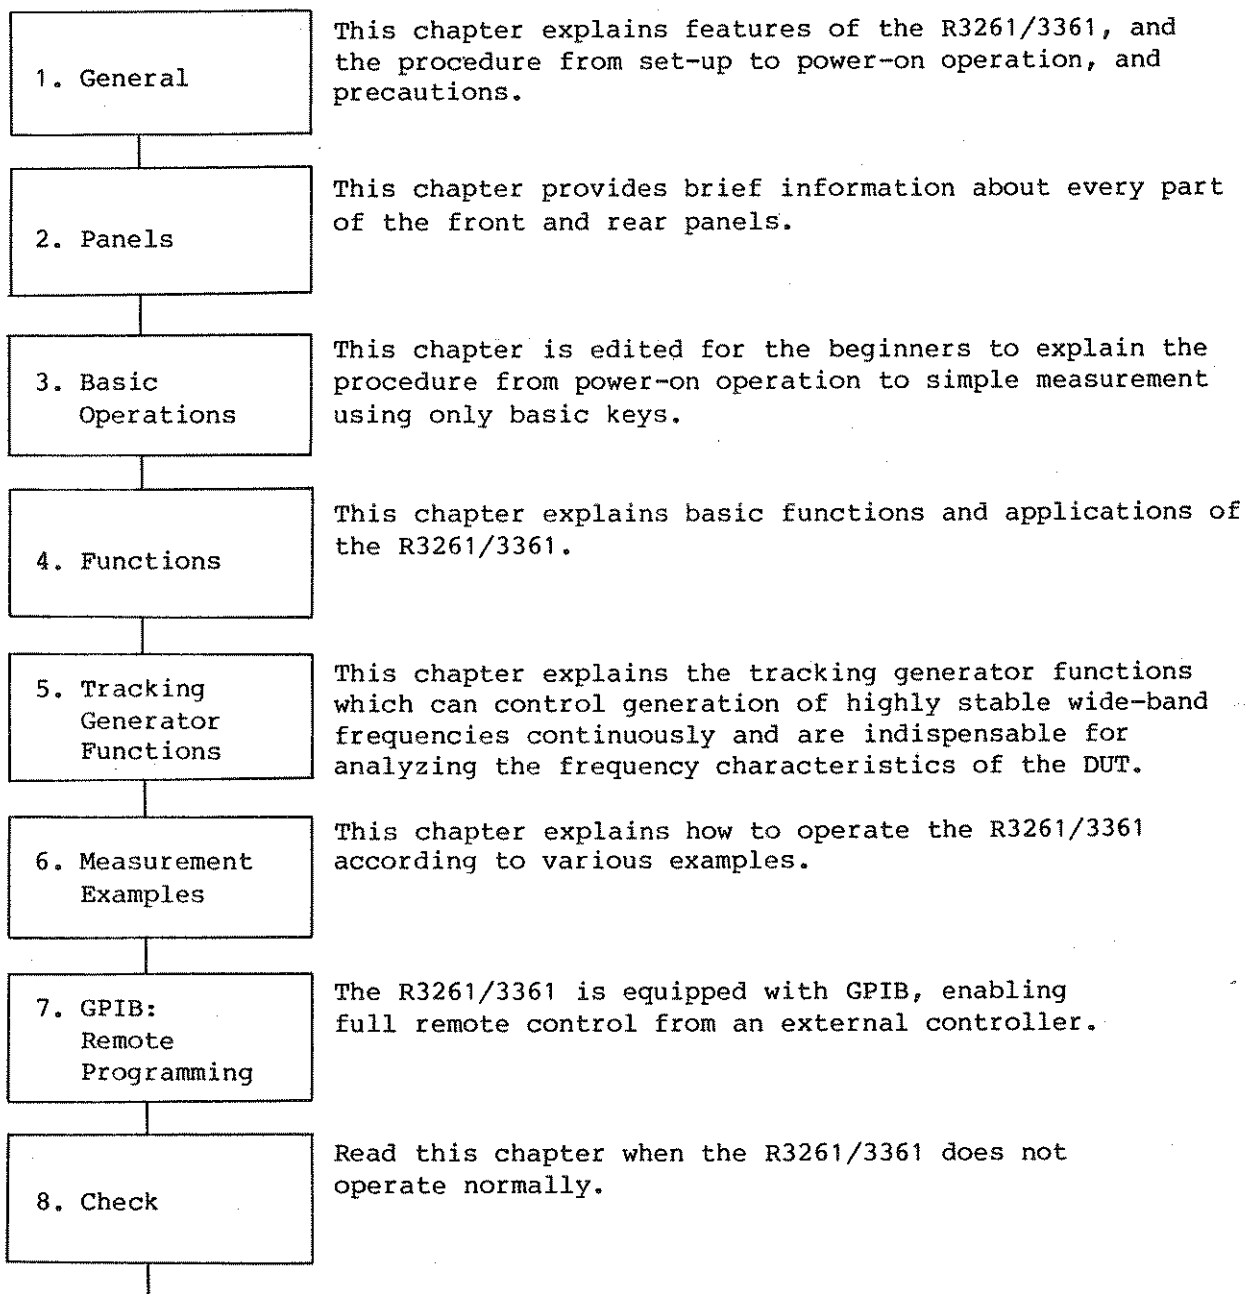 1. General
This chapter explains features of the R3261/3361, and
the procedure from set-up to power-on operation, and
precautions.
2. Panels
This chapter provides brief information about every part
of the front and rear panels.
3. Basic
Operations
This chapter is edited for the beginners to explain the
procedure from power-on operation to simple measurement
using only basic keys.
4. Functions
This chapter explains basic functions and applications of
the R3261/3361.
5. Tracking
Generator
Functions
This chapter explains the tracking generator functions
which can control generation of highly stable wide-band
frequencies continuously and are indispensable for
analyzing the frequency characteristics of the DUT.
6. Measurement
Examples
This chapter explains how to operate the R3261/3361
according to various examples.
7. GPIB:
Remote
Programming
The R3261/3361 is equipped with GPIB, enabling
full remote control from an external controller.
8. Check
Read this chapter when the R3261/3361 does not
operate normally.